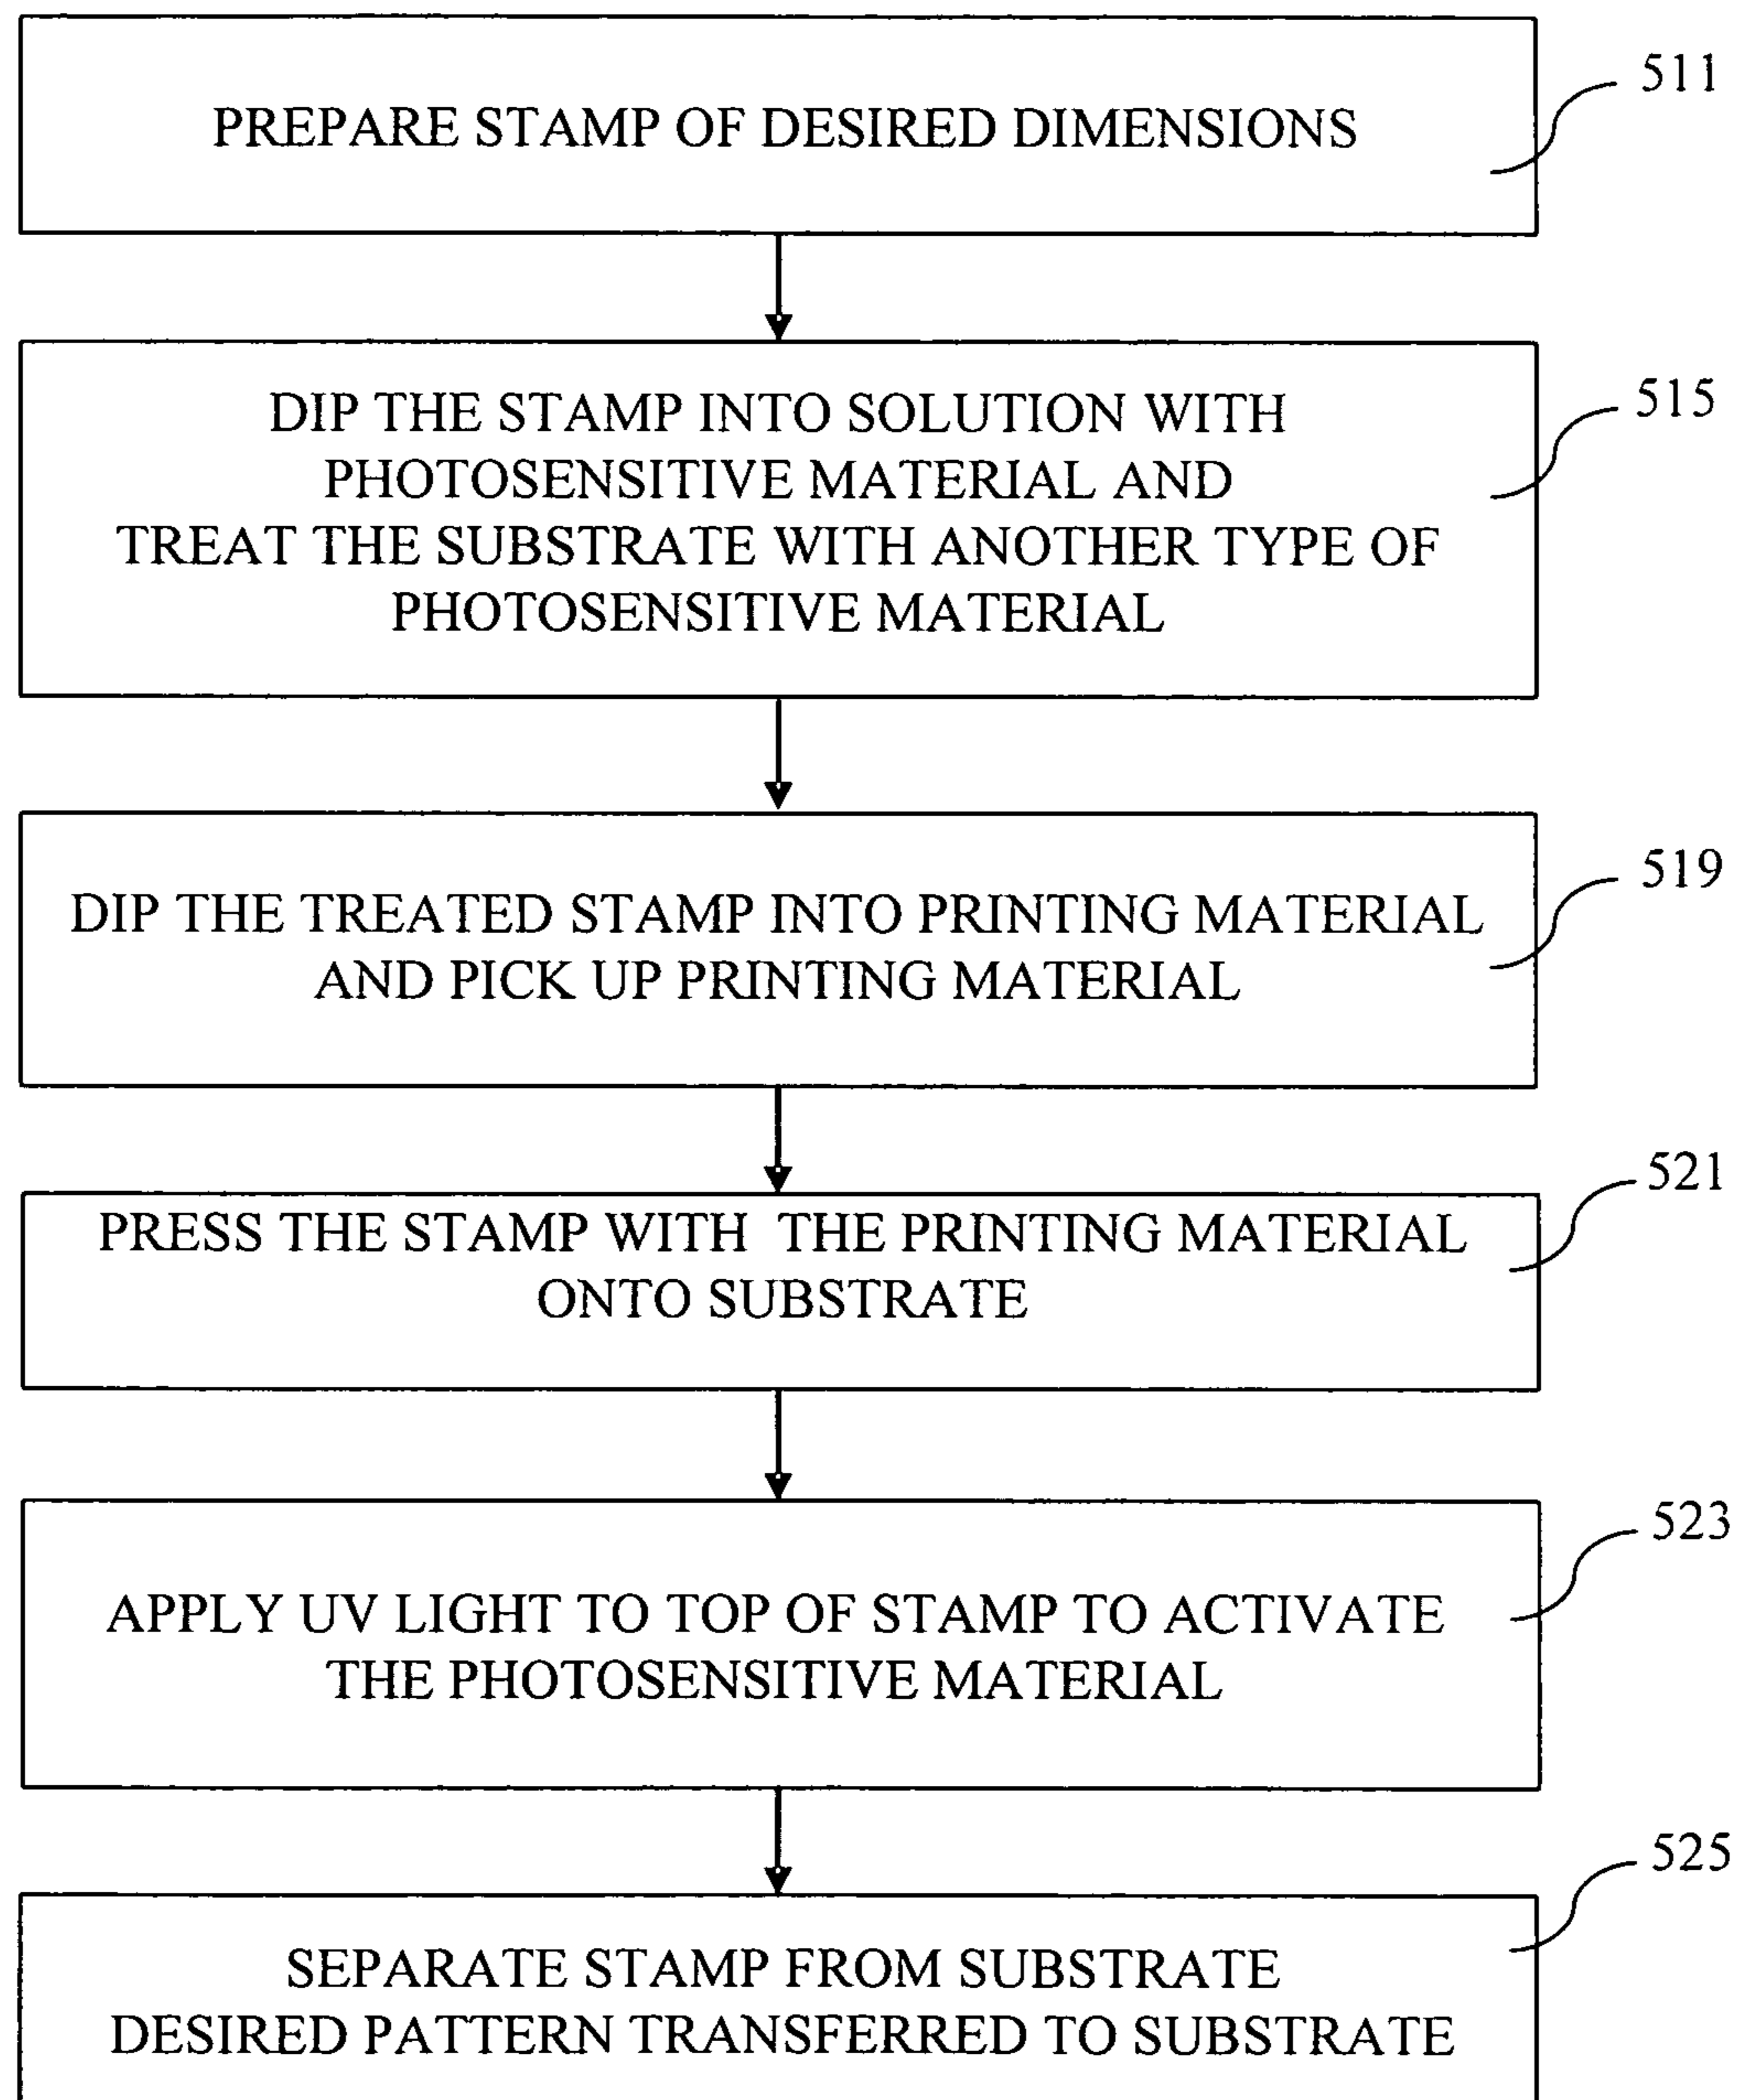 511
PREPARE STAMP OF DESIRED DIMENSIONS
515
DIP THE STAMP INTO SOLUTION WITH
PHOTOSENSITIVE MATERIAL AND
TREAT THE SUBSTRATE WITH ANOTHER TYPE OF
PHOTOSENSITIVE MATERIAL
519
DIP THE TREATED STAMP INTO PRINTING MATERIAL
AND PICK UP PRINTING MATERIAL
521
PRESS THE STAMP WITH THE PRINTING MATERIAL
ONTO SUBSTRATE
523
APPLY UV LIGHT TO TOP OF STAMP TO ACTIVATE
THE PHOTOSENSITIVE MATERIAL
525
SEPARATE STAMP FROM SUBSTRATE
DESIRED PATTERN TRANSFERRED TO SUBSTRATE